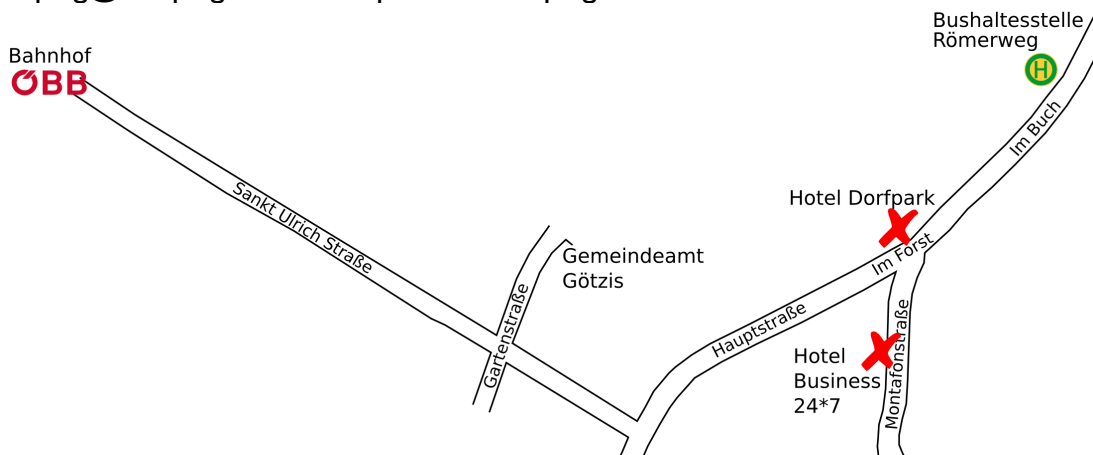 Bushaltesstelle
Römerweg
H
Bahnhof
ÖBB
Im Buch
Sankt Ulrich Straße
Hotel Dorfpark
Im Forst
Gemeindeamt
Götzis
Gartenstraße
Hauptstraße
Montafonstraße
Hotel
Business
24*7